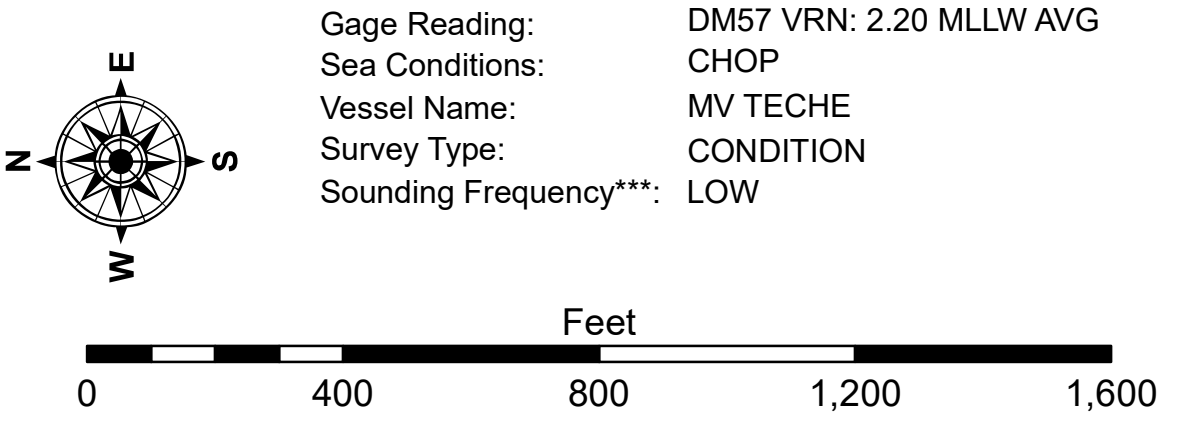 Gage Reading: DM57 VRN: 2.20 MLLW AVG
Sea Conditions: CHOP
Vessel Name: MV TECHE
Survey Type: CONDITION
Sounding Frequency***: LOW
E
N
S
W
Feet
0 400 800 1,200 1,600